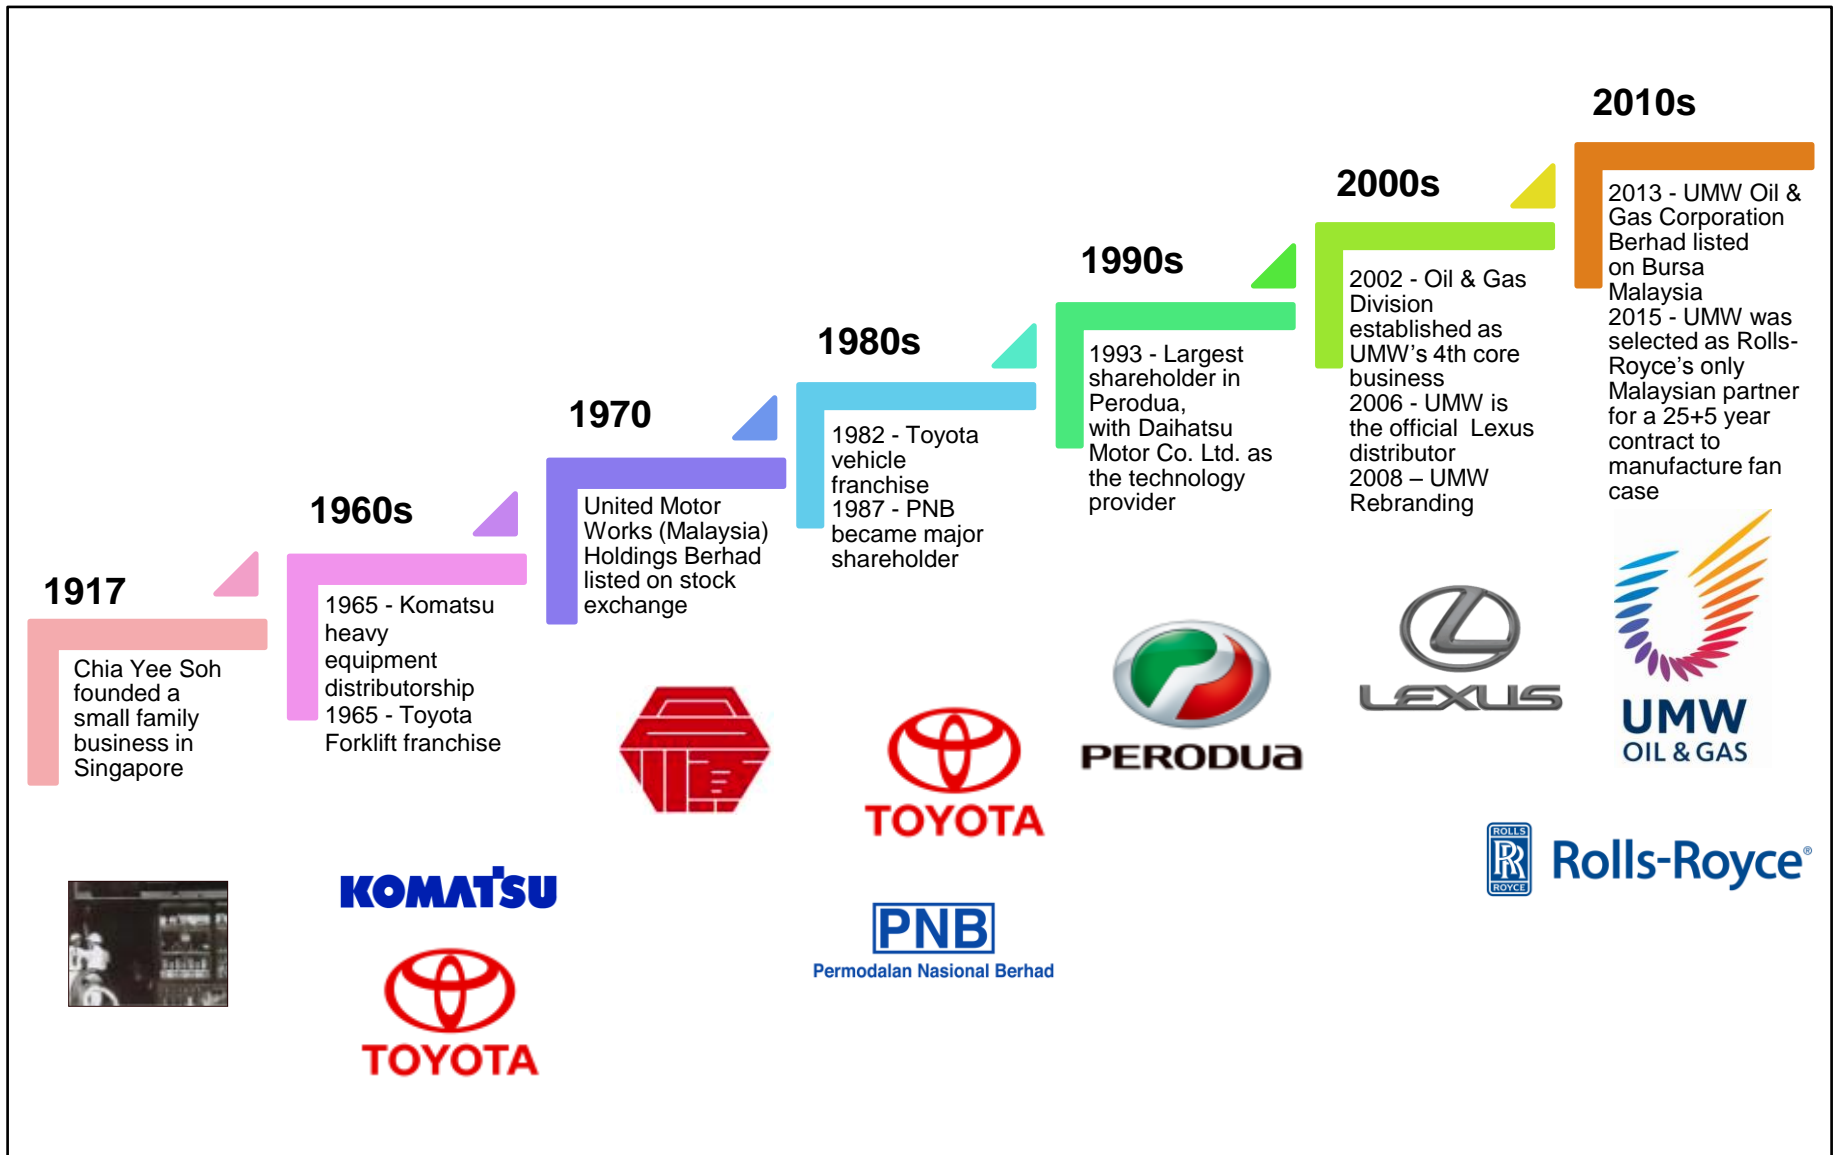 1917
Chia Yee Soh
founded a
small family
business in
Singapore
1960s
1965 - Komatsu
heavy
equipment
distributorship
1965 - Toyota
Forklift franchise
KOMATSU
TOYOTA
1970
United Motor
Works (Malaysia)
Holdings Berhad
listed on stock
exchange
1980s
1982 - Toyota
vehicle
franchise
1987 - PNB
became major
shareholder
TOYOTA
PNB
Permodalan Nasional Berhad
1990s
1993 - Largest
shareholder in
Perodua,
with Daihatsu
Motor Co. Ltd. as
the technology
provider
PERODUA
2000s
2002 - Oil & Gas
Division
established as
UMW's 4th core
business
2006 - UMW is
the official  Lexus
distributor
2008 – UMW
Rebranding
LEXUS
2010s
2013 - UMW Oil &
Gas Corporation
Berhad listed
on Bursa
Malaysia
2015 - UMW was
selected as Rolls-
Royce's only
Malaysian partner
for a 25+5 year
contract to
manufacture fan
case
UMW
OIL & GAS
ROLLS
RR
ROYCE
Rolls-Royce®